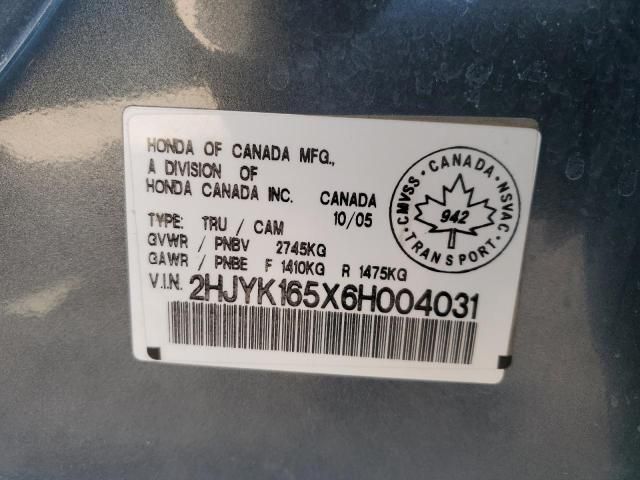 HONDA OF CANADA MFG.,
A DIVISION OF
HONDA CANADA INC. CANADA
10/05
TYPE: TRU / CAM
GVWR / PNBV 2745KG
GAWR / PNBE F 1410KG R 1475KG
V.I.N. 2HJYK165X6H004031
CMVSS - CANADA - NSVAC
942
TRANSPORT